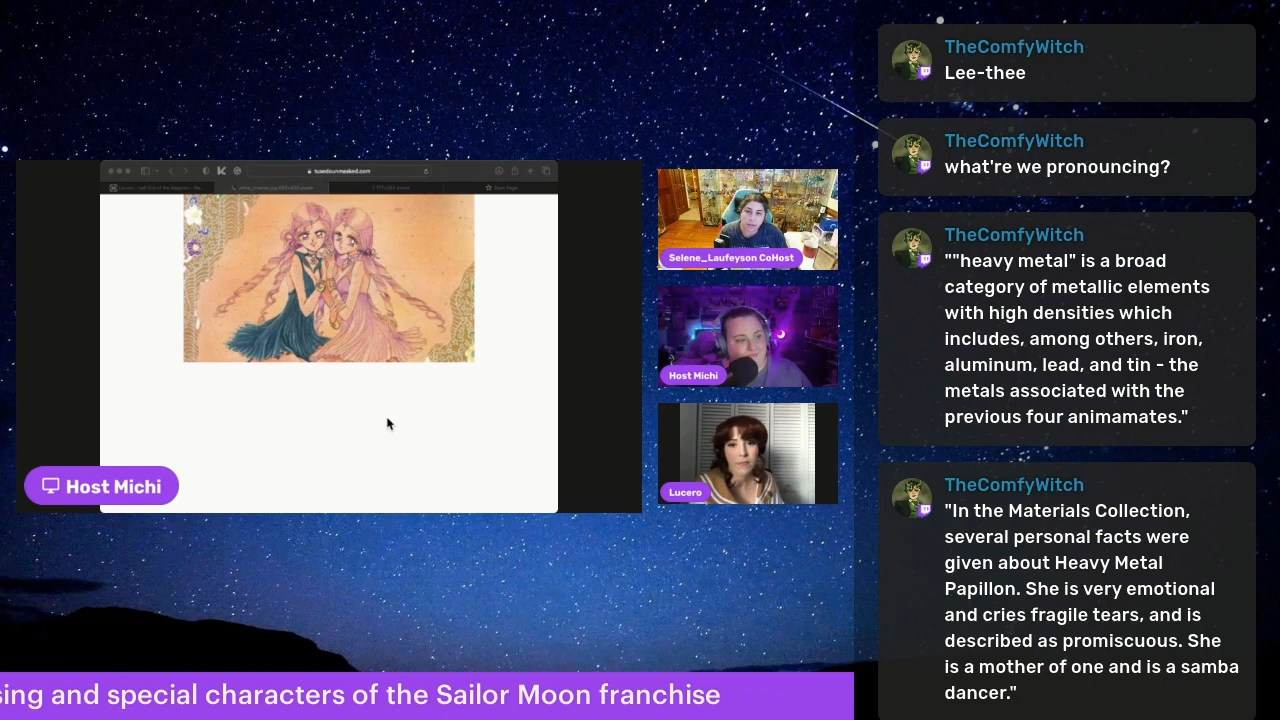 tuxedounmasked.com
Start Page
Host Michi
Selene_Laufeyson CoHost
Host Michi
Lucero
sing and special characters of the Sailor Moon franchise
TheComfyWitch
Lee-thee
TheComfyWitch
what're we pronouncing?
TheComfyWitch
""heavy metal" is a broad
category of metallic elements
with high densities which
includes, among others, iron,
aluminum, lead, and tin - the
metals associated with the
previous four animamates."
TheComfyWitch
"In the Materials Collection,
several personal facts were
given about Heavy Metal
Papillon. She is very emotional
and cries fragile tears, and is
described as promiscuous. She
is a mother of one and is a samba
dancer."